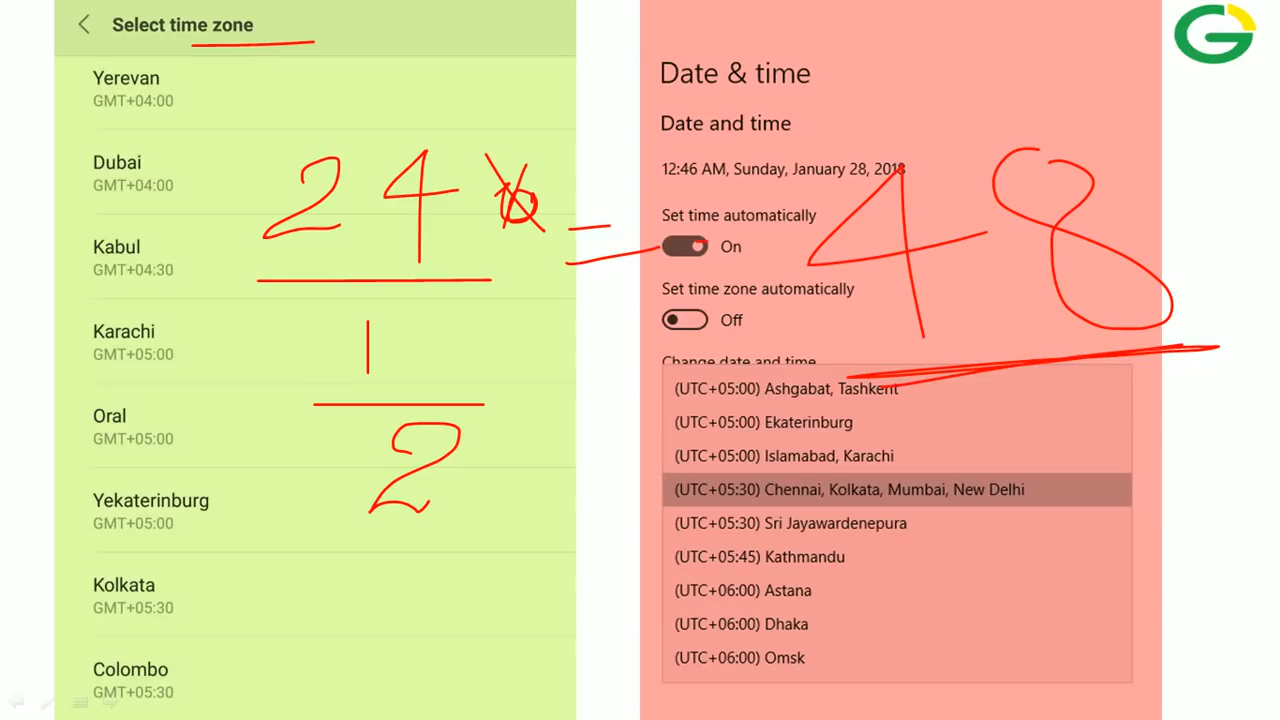 Select time zone
Yerevan
GMT+04:00
Dubai
GMT+04:00
Kabul
GMT+04:30
Karachi
GMT+05:00
Oral
GMT+05:00
Yekaterinburg
GMT+05:00
Kolkata
GMT+05:30
Colombo
GMT+05:30
24
=
1
2
Date & time
Date and time
12:46 AM, Sunday, January 28, 2018
Set time automatically
On
Set time zone automatically
Off
Change date and time
(UTC+05:00) Ashgabat, Tashkent
(UTC+05:00) Ekaterinburg
(UTC+05:00) Islamabad, Karachi
(UTC+05:30) Chennai, Kolkata, Mumbai, New Delhi
(UTC+05:30) Sri Jayawardenepura
(UTC+05:45) Kathmandu
(UTC+06:00) Astana
(UTC+06:00) Dhaka
(UTC+06:00) Omsk
48
G